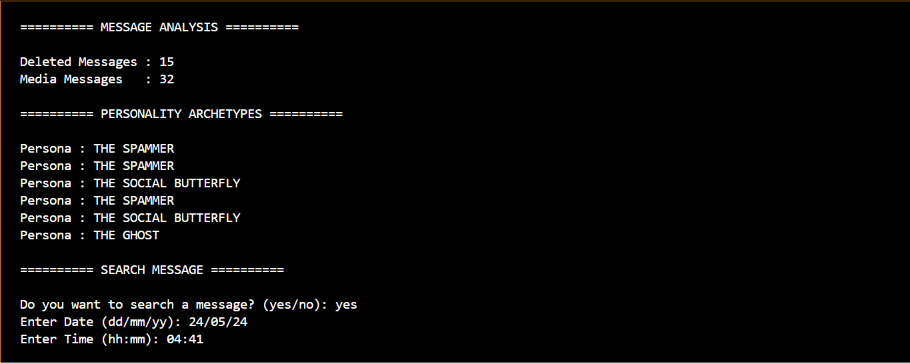 ========== MESSAGE ANALYSIS ==========
Deleted Messages : 15
Media Messages   : 32
========== PERSONALITY ARCHETYPES ==========
Persona : THE SPAMMER
Persona : THE SPAMMER
Persona : THE SOCIAL BUTTERFLY
Persona : THE SPAMMER
Persona : THE SOCIAL BUTTERFLY
Persona : THE GHOST
========== SEARCH MESSAGE ==========
Do you want to search a message? (yes/no): yes
Enter Date (dd/mm/yy): 24/05/24
Enter Time (hh:mm): 04:41